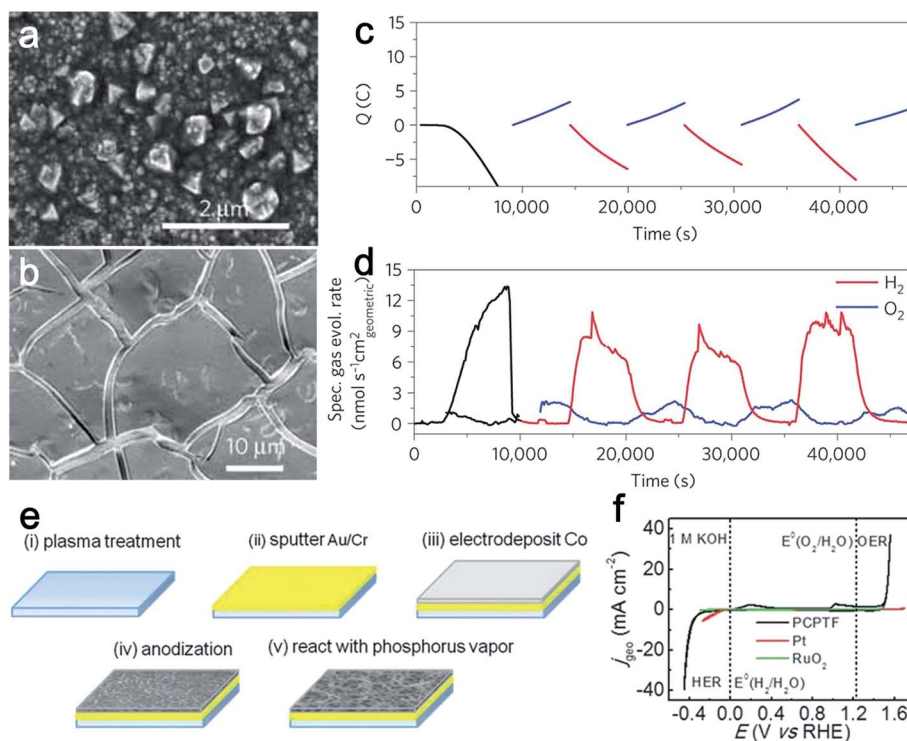 a
2 μm
b
10 μm
c
Q (C)
15
10
5
0
−5
0
10,000
20,000
30,000
40,000
Time (s)
d
Spec. gas evol. rate
(nmol s⁻¹cm²geometric)
15
12
9
6
3
0
H₂
O₂
0
10,000
20,000
30,000
40,000
Time (s)
e
(i) plasma treatment
(ii) sputter Au/Cr
(iii) electrodeposit Co
(iv) anodization
(v) react with phosphorus vapor
f
jgeo (mA cm⁻²)
40
20
0
-20
-40
1 M KOH
E⁰(O₂/H₂O) OER
PCPTF
Pt
RuO₂
HER
E⁰(H₂/H₂O)
-0.4
0.0
0.4
0.8
1.2
1.6
E (V vs RHE)